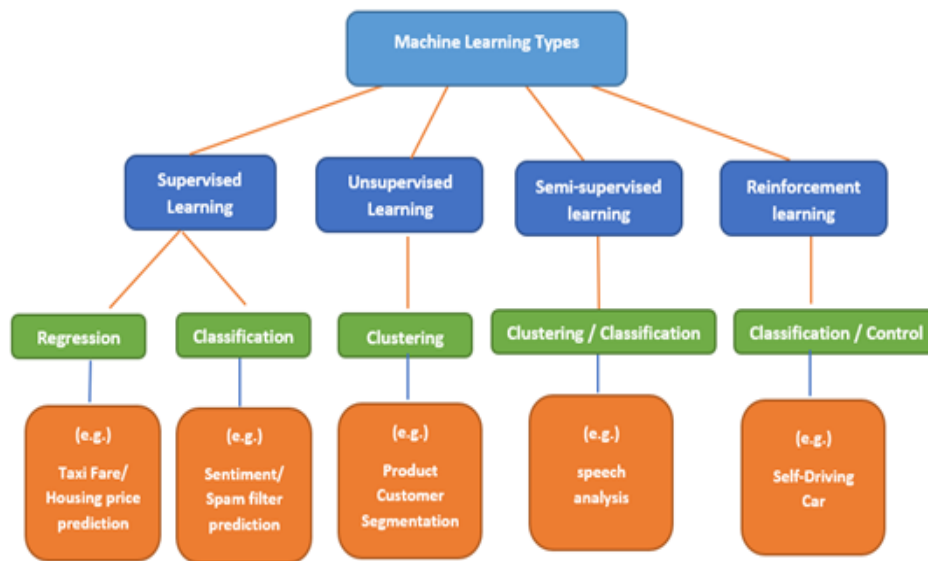 Machine Learning Types
Supervised
Learning
Unsupervised
Learning
Semi-supervised
learning
Reinforcement
learning
Regression
Classification
Clustering
Clustering / Classification
Classification / Control
(e.g.)
Taxi Fare/
Housing price
prediction
(e.g.)
Sentiment/
Spam filter
prediction
(e.g.)
Product
Customer
Segmentation
(e.g.)
speech
analysis
(e.g.)
Self-Driving
Car